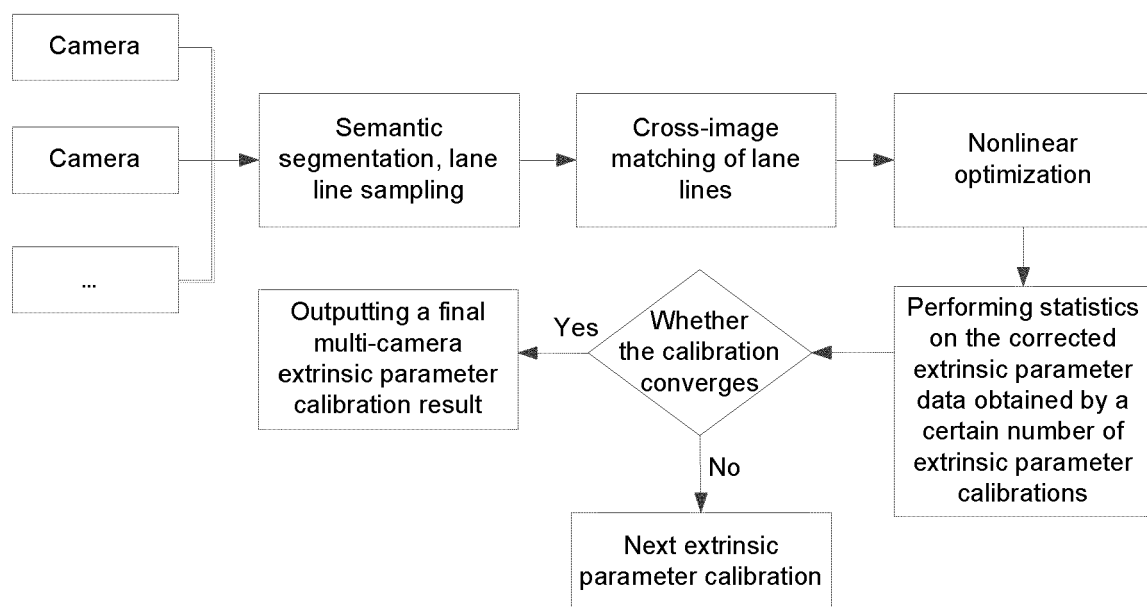 Camera
Camera
...
Semantic
segmentation, lane
line sampling
Cross-image
matching of lane
lines
Nonlinear
optimization
Performing statistics
on the corrected
extrinsic parameter
data obtained by a
certain number of
extrinsic parameter
calibrations
Whether
the calibration
converges
Yes
Outputting a final
multi-camera
extrinsic parameter
calibration result
No
Next extrinsic
parameter calibration